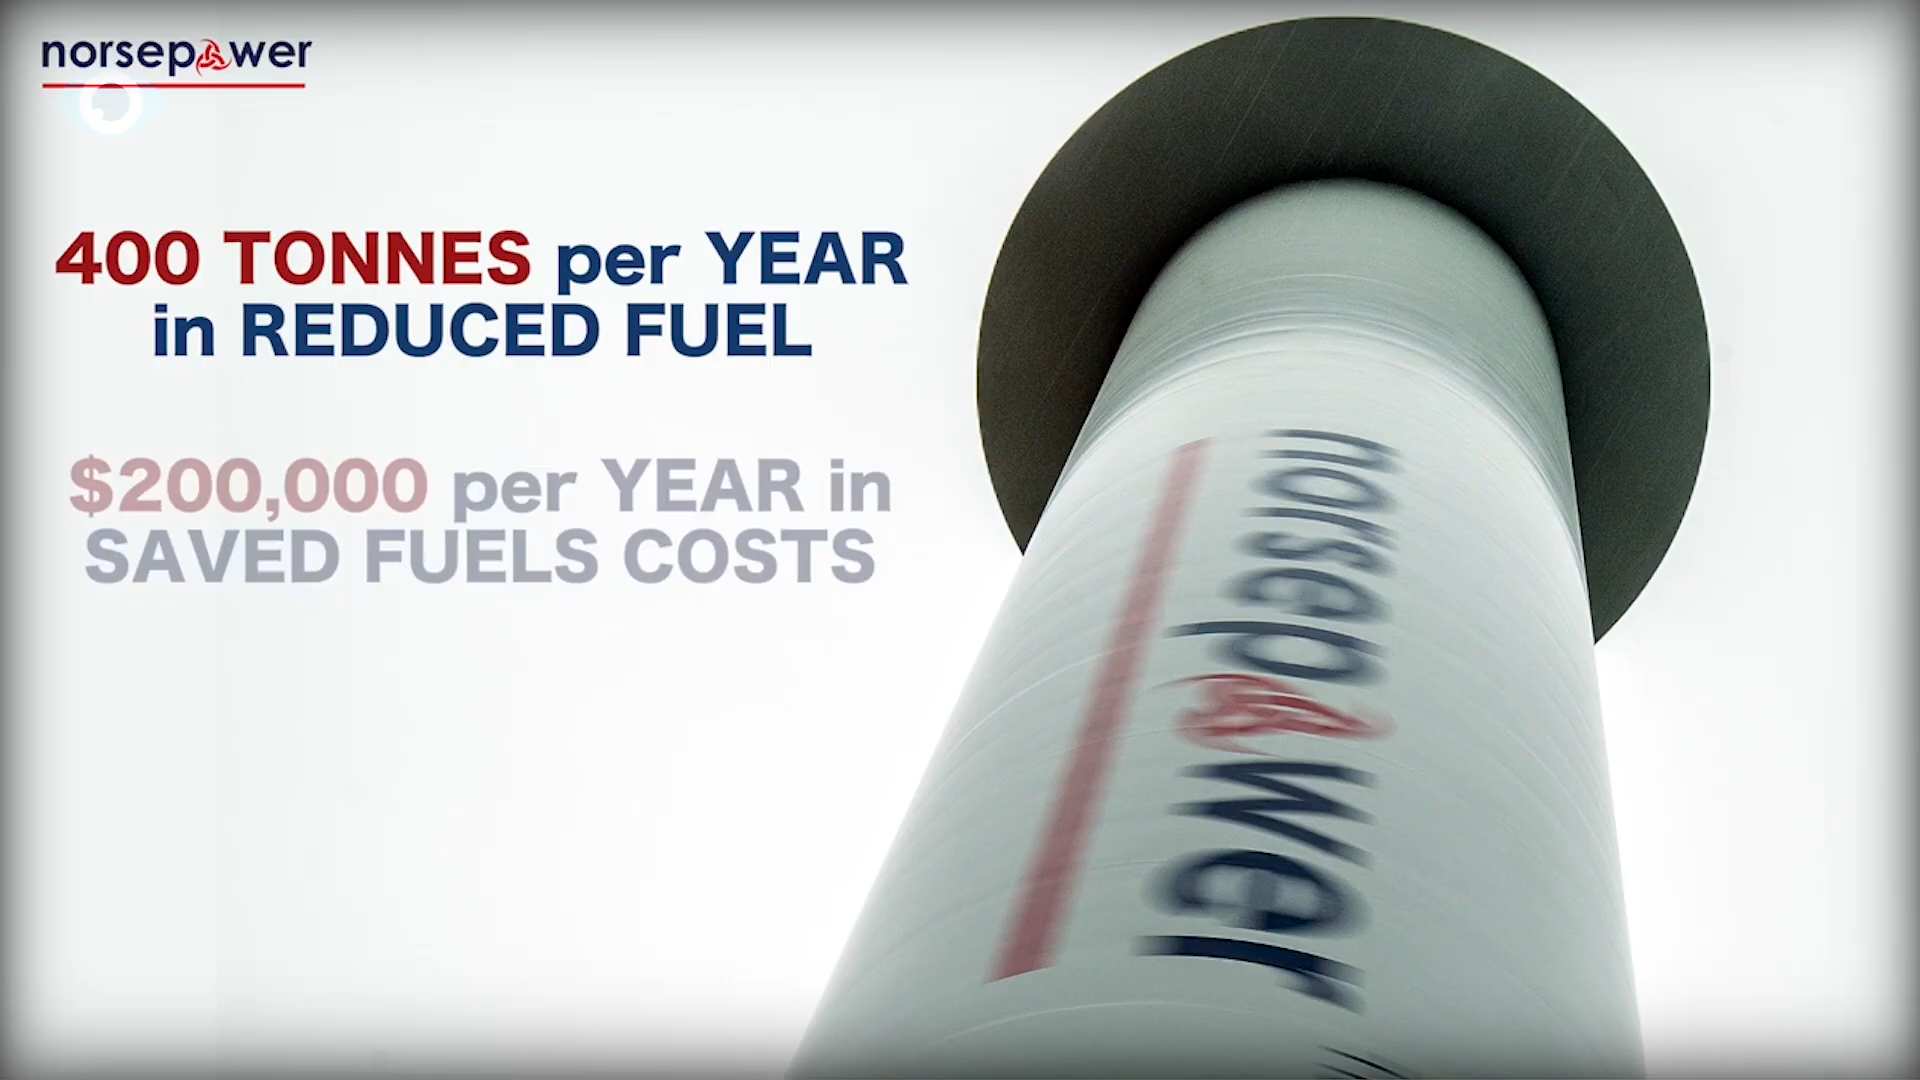 norsepower
400 TONNES per YEAR
in REDUCED FUEL
$200,000 per YEAR in
SAVED FUELS COSTS
norsepower